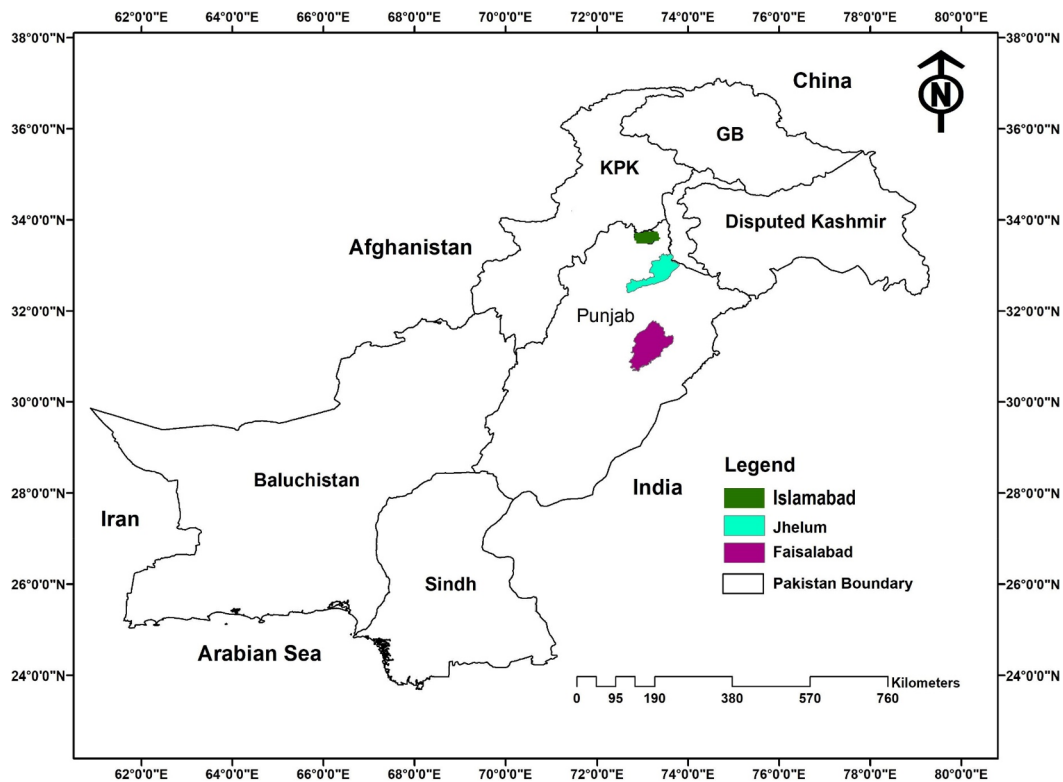 62°0'0"E 64°0'0"E 66°0'0"E 68°0'0"E 70°0'0"E 72°0'0"E 74°0'0"E 76°0'0"E 78°0'0"E 80°0'0"E
38°0'0"N 38°0'0"N
China
N
36°0'0"N 36°0'0"N
GB
KPK
34°0'0"N 34°0'0"N
Disputed Kashmir
Afghanistan
32°0'0"N 32°0'0"N
Punjab
30°0'0"N 30°0'0"N
Legend
Baluchistan
India
28°0'0"N 28°0'0"N
Islamabad
Iran
Jhelum
Faisalabad
26°0'0"N 26°0'0"N
Sindh
Pakistan Boundary
Arabian Sea
24°0'0"N 24°0'0"N
Kilometers
0 95 190 380 570 760
62°0'0"E 64°0'0"E 66°0'0"E 68°0'0"E 70°0'0"E 72°0'0"E 74°0'0"E 76°0'0"E 78°0'0"E 80°0'0"E